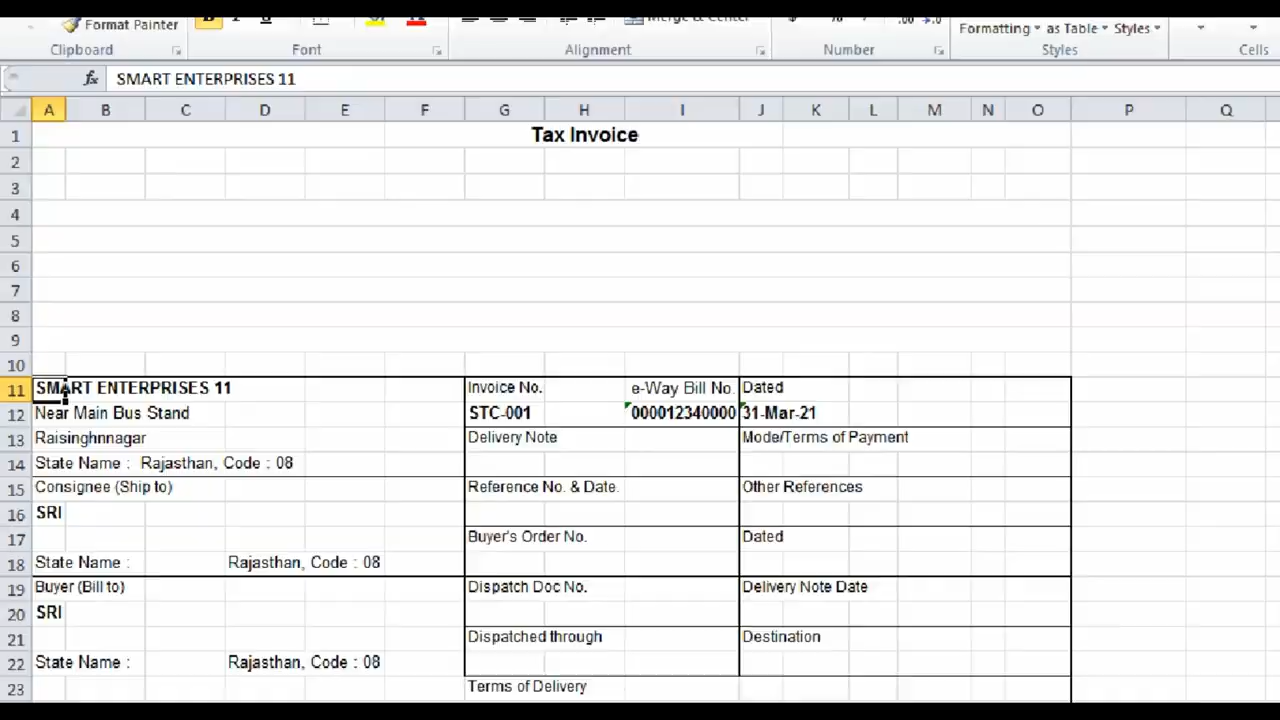 Format Painter Merge & Center $ % Formatting as Table Styles
Clipboard Font Alignment Number Styles Cells
fx SMART ENTERPRISES 11
A B C D E F G H I J K L M N O P Q
1 Tax Invoice
2
3
4
5
6
7
8
9
10
11 SMART ENTERPRISES 11 Invoice No. e-Way Bill No. Dated
12 Near Main Bus Stand STC-001 000012340000 31-Mar-21
13 Raisinghnnagar Delivery Note Mode/Terms of Payment
14 State Name : Rajasthan, Code : 08
15 Consignee (Ship to) Reference No. & Date. Other References
16 SRI
17 Buyer's Order No. Dated
18 State Name : Rajasthan, Code : 08
19 Buyer (Bill to) Dispatch Doc No. Delivery Note Date
20 SRI
21 Dispatched through Destination
22 State Name : Rajasthan, Code : 08
23 Terms of Delivery